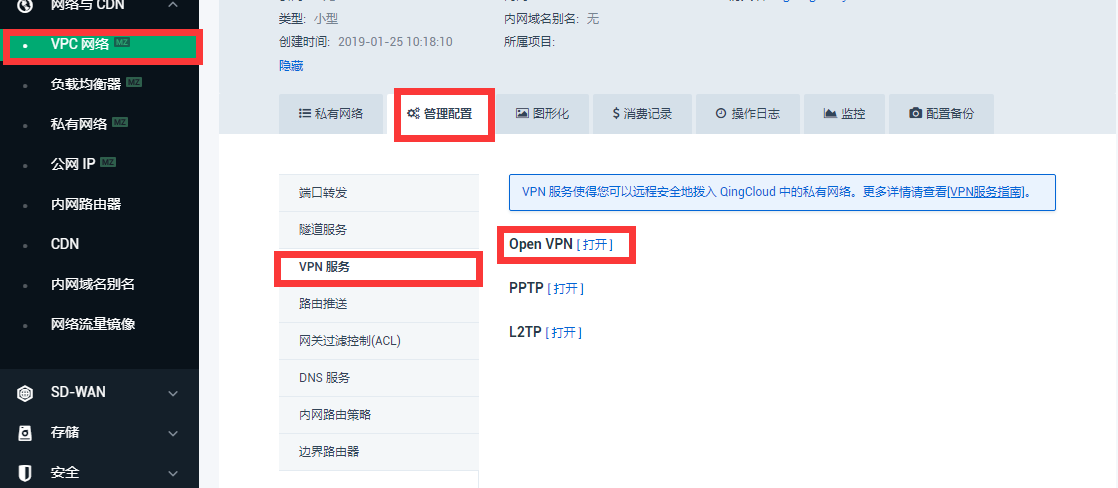 网络与 CDN
VPC 网络 MZ
负载均衡器 MZ
私有网络 MZ
公网 IP MZ
内网路由器
CDN
内网域名别名
网络流量镜像
SD-WAN
存储
安全
类型: 小型
内网域名别名: 无
创建时间: 2019-01-25 10:18:10
所属项目:
隐藏
私有网络
管理配置
图形化
$ 消费记录
操作日志
监控
配置备份
端口转发
隧道服务
VPN 服务
路由推送
网关过滤控制(ACL)
DNS 服务
内网路由策略
边界路由器
VPN 服务使得您可以远程安全地拨入 QingCloud 中的私有网络。更多详情请查看[VPN服务指南]。
Open VPN [ 打开 ]
PPTP [ 打开 ]
L2TP [ 打开 ]